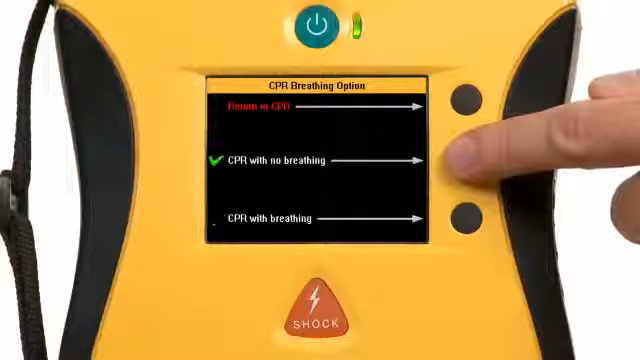 CPR Breathing Option
Return to CPR
CPR with no breathing
CPR with breathing
SHOCK